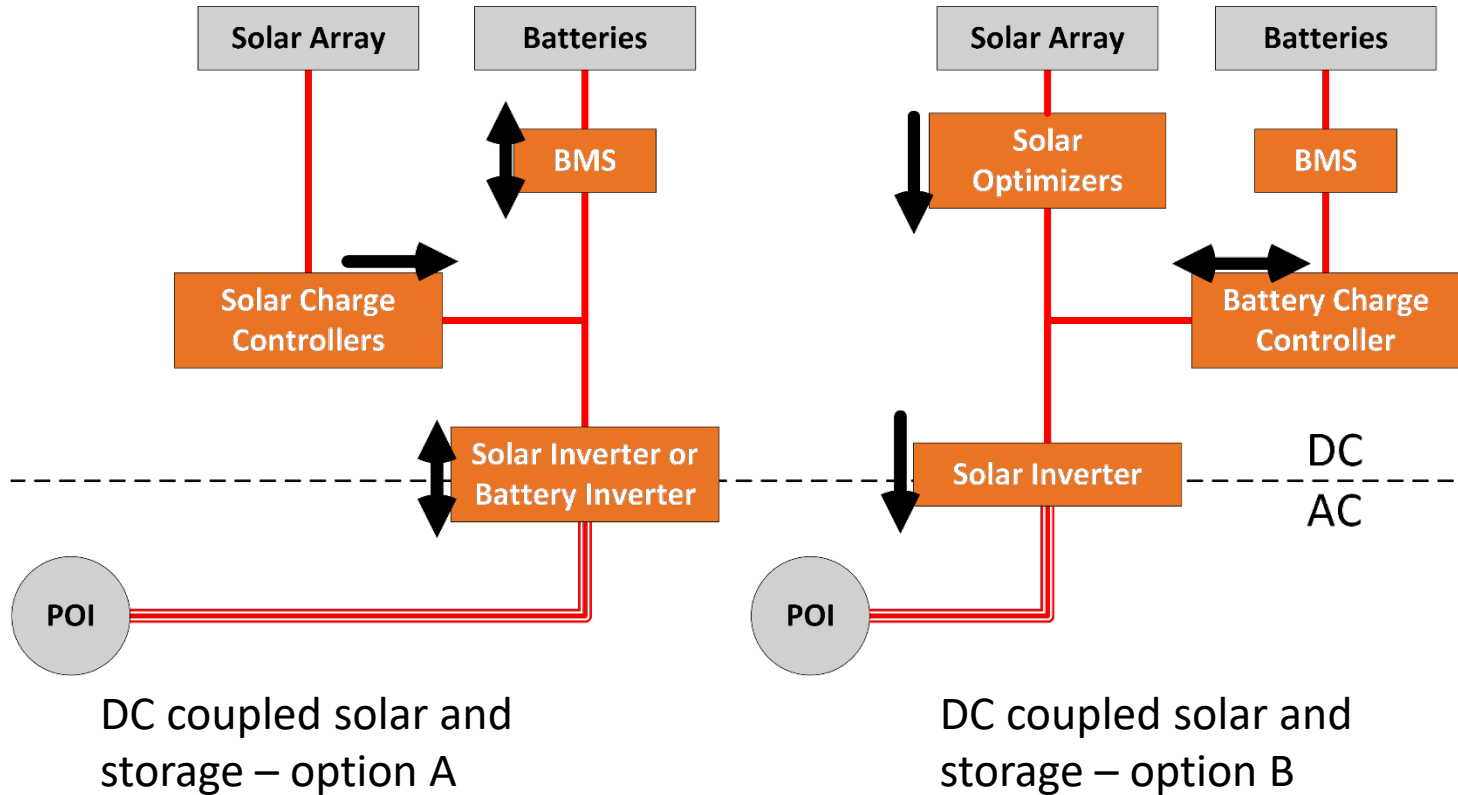 Solar Array
Batteries
BMS
Solar Charge
Controllers
Solar Inverter or
Battery Inverter
POI
DC coupled solar and
storage – option A
Solar Array
Batteries
Solar
Optimizers
BMS
Battery Charge
Controller
Solar Inverter
DC
AC
POI
DC coupled solar and
storage – option B